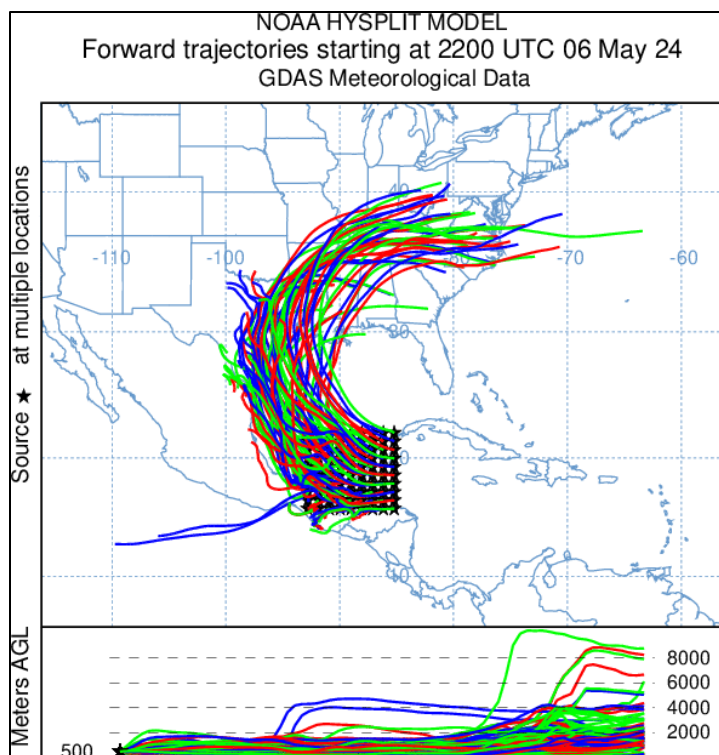 NOAA HYSPLIT MODEL
Forward trajectories starting at 2200 UTC 06 May 24
GDAS Meteorological Data
Source ★ at multiple locations
40
-110
-100
-70
-60
30
Meters AGL
8000
6000
4000
2000
500